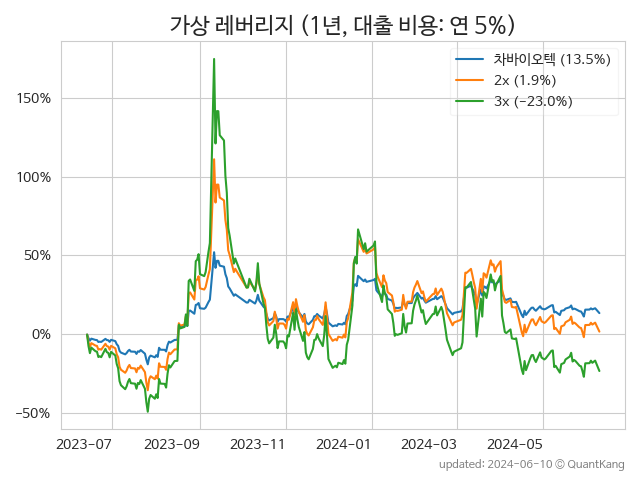 가상 레버리지 (1년, 대출 비용: 연 5%)
차바이오텍 (13.5%)
2x (1.9%)
3x (−23.0%)
150%
100%
50%
0%
−50%
2023-07 2023-09 2023-11 2024-01 2024-03 2024-05
updated: 2024-06-10 © QuantKang